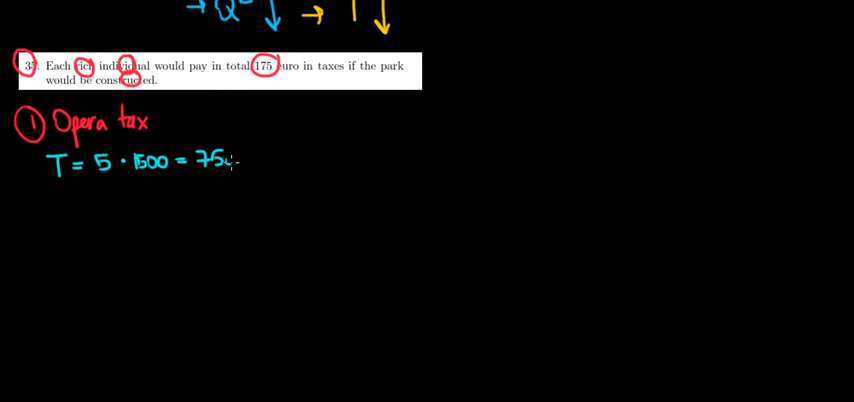 → Q ↓ → T ↓
37. Each rich individual would pay in total 175 euro in taxes if the park
would be constructed.
① Opera tax
T = 5 · 1500 = 75